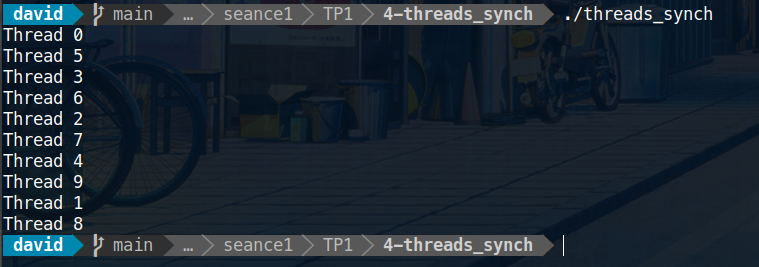 david main … seance1 TP1 4-threads_synch ./threads_synch
Thread 0
Thread 5
Thread 3
Thread 6
Thread 2
Thread 7
Thread 4
Thread 9
Thread 1
Thread 8
david main … seance1 TP1 4-threads_synch